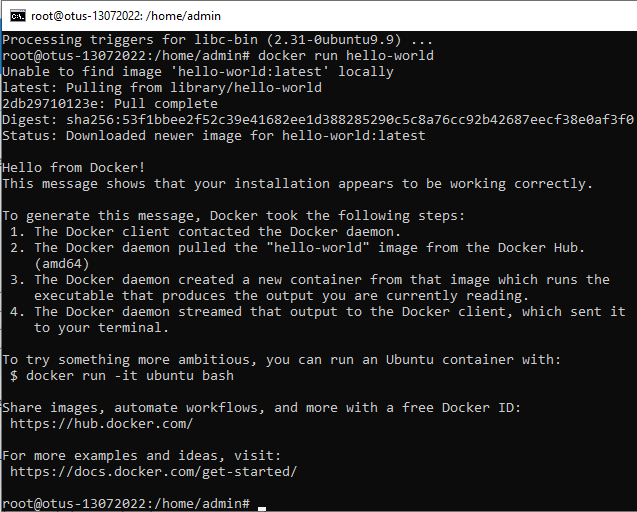 root@otus-13072022: /home/admin
Processing triggers for libc-bin (2.31-0ubuntu9.9) ...
root@otus-13072022:/home/admin# docker run hello-world
Unable to find image 'hello-world:latest' locally
latest: Pulling from library/hello-world
2db29710123e: Pull complete
Digest: sha256:53f1bbee2f52c39e41682ee1d388285290c5c8a76cc92b42687eecf38e0af3f0
Status: Downloaded newer image for hello-world:latest
Hello from Docker!
This message shows that your installation appears to be working correctly.
To generate this message, Docker took the following steps:
1. The Docker client contacted the Docker daemon.
2. The Docker daemon pulled the "hello-world" image from the Docker Hub.
(amd64)
3. The Docker daemon created a new container from that image which runs the
executable that produces the output you are currently reading.
4. The Docker daemon streamed that output to the Docker client, which sent it
to your terminal.
To try something more ambitious, you can run an Ubuntu container with:
$ docker run -it ubuntu bash
Share images, automate workflows, and more with a free Docker ID:
https://hub.docker.com/
For more examples and ideas, visit:
https://docs.docker.com/get-started/
root@otus-13072022:/home/admin#